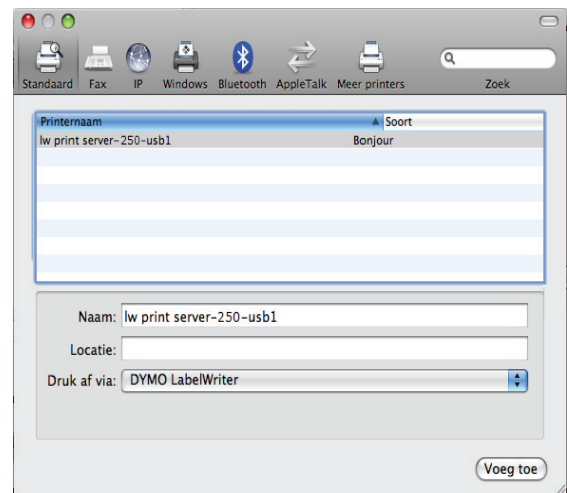 Standaard Fax IP Windows Bluetooth AppleTalk Meer printers Zoek
Printernaam Soort
lw print server-250-usb1 Bonjour
Naam: lw print server-250-usb1
Locatie:
Druk af via: DYMO LabelWriter
Voeg toe